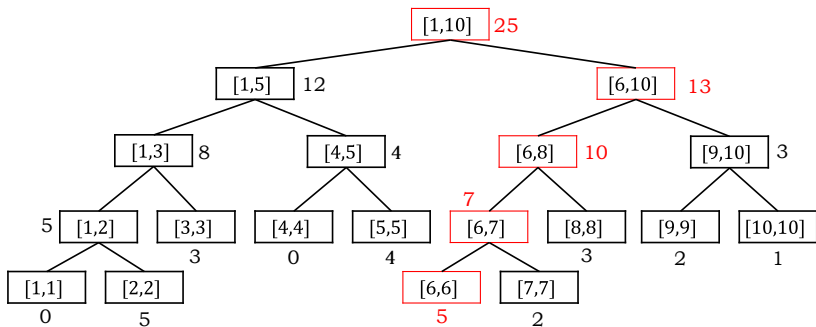 [1,10] 25
[1,5] 12 [6,10] 13
[1,3] 8 [4,5] 4 [6,8] 10 [9,10] 3
7
5 [1,2] [3,3] [4,4] [5,5] [6,7] [8,8] [9,9] [10,10]
3 0 4 3 2 1
[1,1] [2,2] [6,6] [7,7]
0 5 5 2